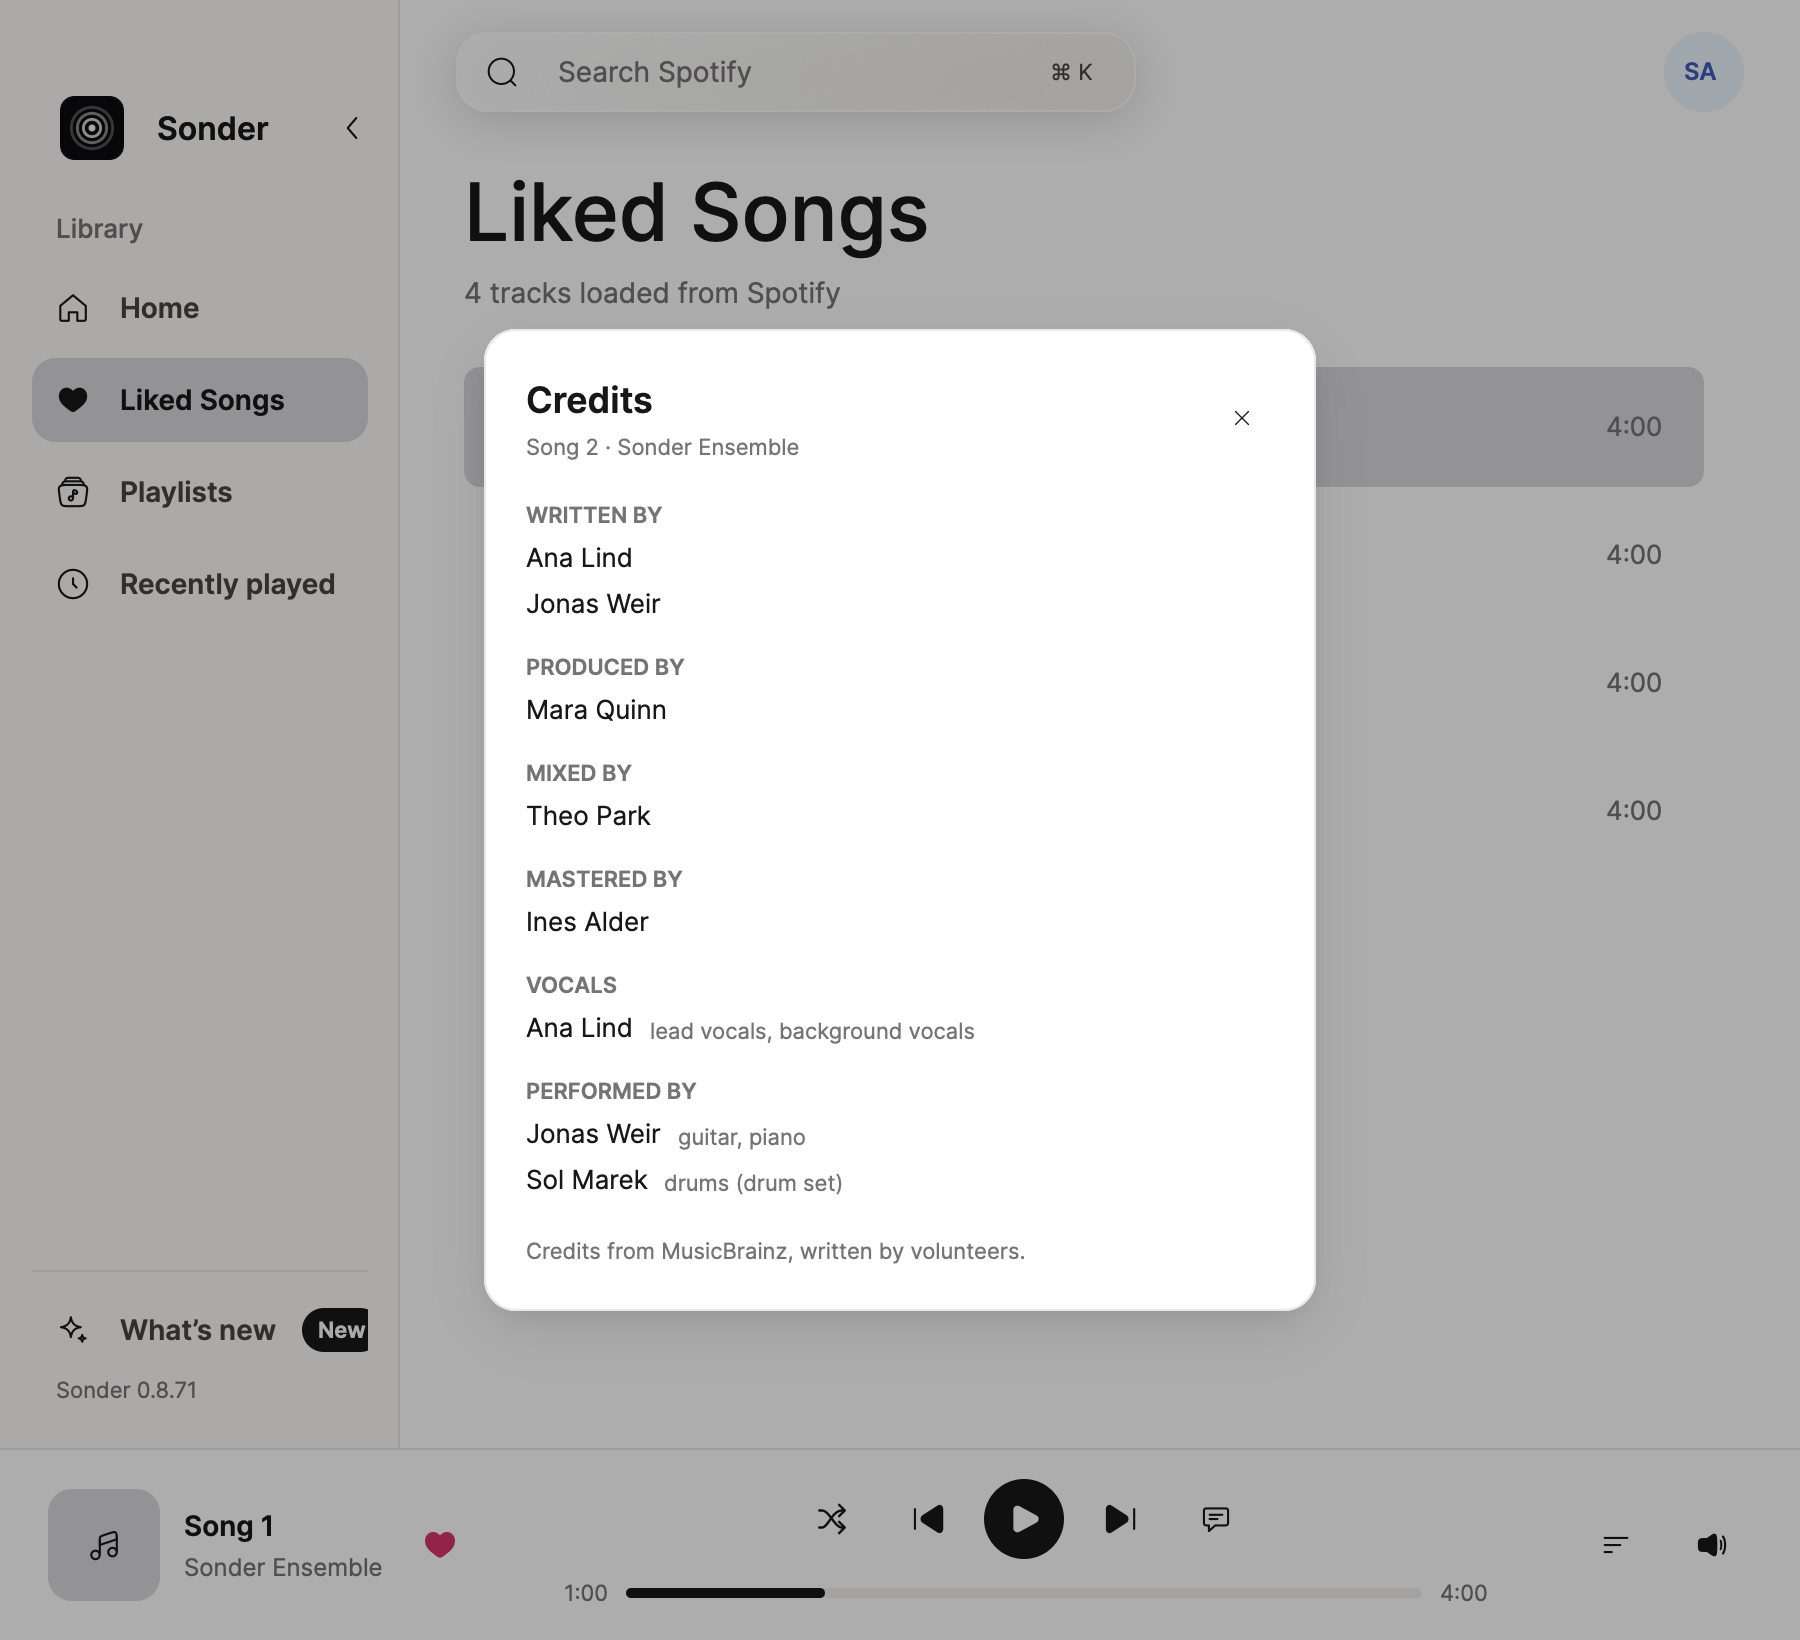 Sonder
Library
Home
Liked Songs
Playlists
Recently played
What’s new New
Sonder 0.8.71
Search Spotify ⌘ K
SA
Liked Songs
4 tracks loaded from Spotify
4:00
4:00
4:00
4:00
Credits
Song 2 · Sonder Ensemble
WRITTEN BY
Ana Lind
Jonas Weir
PRODUCED BY
Mara Quinn
MIXED BY
Theo Park
MASTERED BY
Ines Alder
VOCALS
Ana Lind lead vocals, background vocals
PERFORMED BY
Jonas Weir guitar, piano
Sol Marek drums (drum set)
Credits from MusicBrainz, written by volunteers.
Song 1
Sonder Ensemble
1:00 4:00